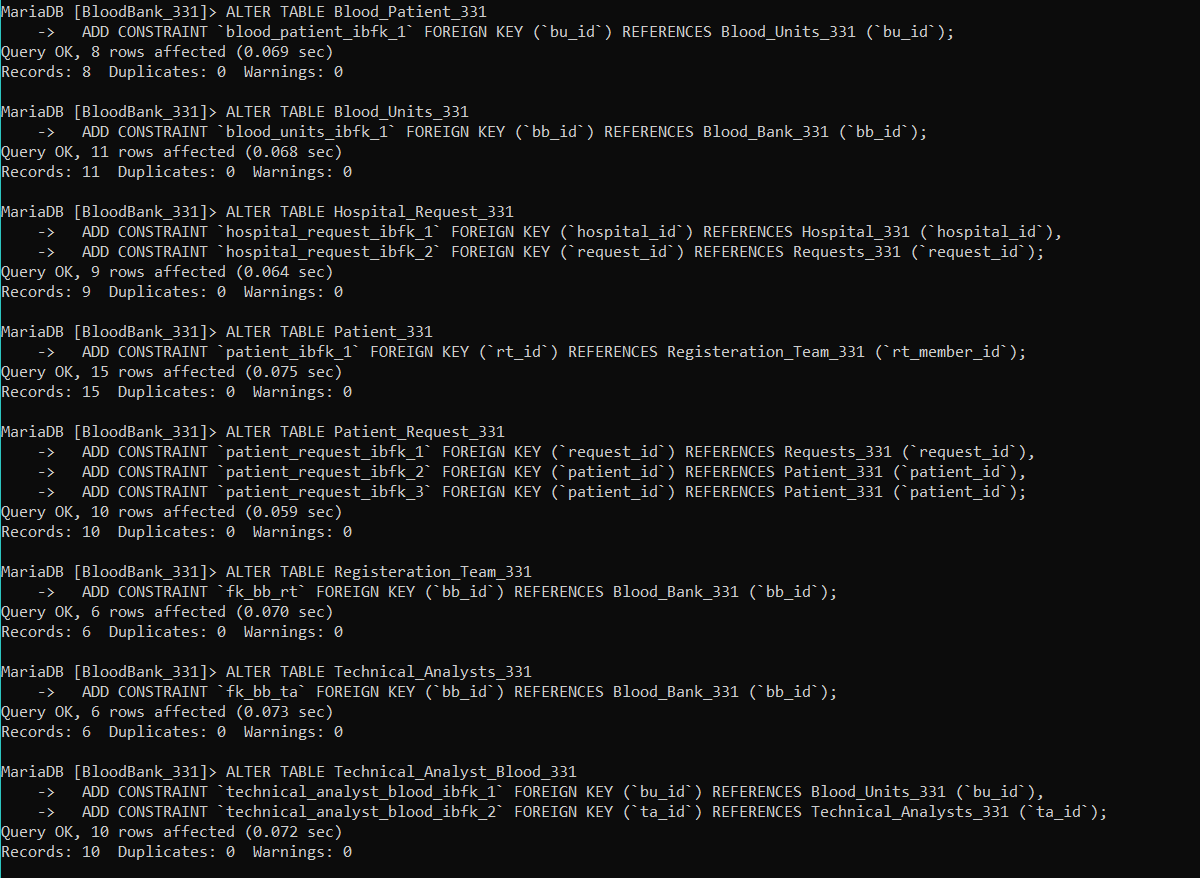 MariaDB [BloodBank_331]> ALTER TABLE Blood_Patient_331
    ->   ADD CONSTRAINT `blood_patient_ibfk_1` FOREIGN KEY (`bu_id`) REFERENCES Blood_Units_331 (`bu_id`);
Query OK, 8 rows affected (0.069 sec)
Records: 8  Duplicates: 0  Warnings: 0

MariaDB [BloodBank_331]> ALTER TABLE Blood_Units_331
    ->   ADD CONSTRAINT `blood_units_ibfk_1` FOREIGN KEY (`bb_id`) REFERENCES Blood_Bank_331 (`bb_id`);
Query OK, 11 rows affected (0.068 sec)
Records: 11  Duplicates: 0  Warnings: 0

MariaDB [BloodBank_331]> ALTER TABLE Hospital_Request_331
    ->   ADD CONSTRAINT `hospital_request_ibfk_1` FOREIGN KEY (`hospital_id`) REFERENCES Hospital_331 (`hospital_id`),
    ->   ADD CONSTRAINT `hospital_request_ibfk_2` FOREIGN KEY (`request_id`) REFERENCES Requests_331 (`request_id`);
Query OK, 9 rows affected (0.064 sec)
Records: 9  Duplicates: 0  Warnings: 0

MariaDB [BloodBank_331]> ALTER TABLE Patient_331
    ->   ADD CONSTRAINT `patient_ibfk_1` FOREIGN KEY (`rt_id`) REFERENCES Registeration_Team_331 (`rt_member_id`);
Query OK, 15 rows affected (0.075 sec)
Records: 15  Duplicates: 0  Warnings: 0

MariaDB [BloodBank_331]> ALTER TABLE Patient_Request_331
    ->   ADD CONSTRAINT `patient_request_ibfk_1` FOREIGN KEY (`request_id`) REFERENCES Requests_331 (`request_id`),
    ->   ADD CONSTRAINT `patient_request_ibfk_2` FOREIGN KEY (`patient_id`) REFERENCES Patient_331 (`patient_id`),
    ->   ADD CONSTRAINT `patient_request_ibfk_3` FOREIGN KEY (`patient_id`) REFERENCES Patient_331 (`patient_id`);
Query OK, 10 rows affected (0.059 sec)
Records: 10  Duplicates: 0  Warnings: 0

MariaDB [BloodBank_331]> ALTER TABLE Registeration_Team_331
    ->   ADD CONSTRAINT `fk_bb_rt` FOREIGN KEY (`bb_id`) REFERENCES Blood_Bank_331 (`bb_id`);
Query OK, 6 rows affected (0.070 sec)
Records: 6  Duplicates: 0  Warnings: 0

MariaDB [BloodBank_331]> ALTER TABLE Technical_Analysts_331
    ->   ADD CONSTRAINT `fk_bb_ta` FOREIGN KEY (`bb_id`) REFERENCES Blood_Bank_331 (`bb_id`);
Query OK, 6 rows affected (0.073 sec)
Records: 6  Duplicates: 0  Warnings: 0

MariaDB [BloodBank_331]> ALTER TABLE Technical_Analyst_Blood_331
    ->   ADD CONSTRAINT `technical_analyst_blood_ibfk_1` FOREIGN KEY (`bu_id`) REFERENCES Blood_Units_331 (`bu_id`),
    ->   ADD CONSTRAINT `technical_analyst_blood_ibfk_2` FOREIGN KEY (`ta_id`) REFERENCES Technical_Analysts_331 (`ta_id`);
Query OK, 10 rows affected (0.072 sec)
Records: 10  Duplicates: 0  Warnings: 0